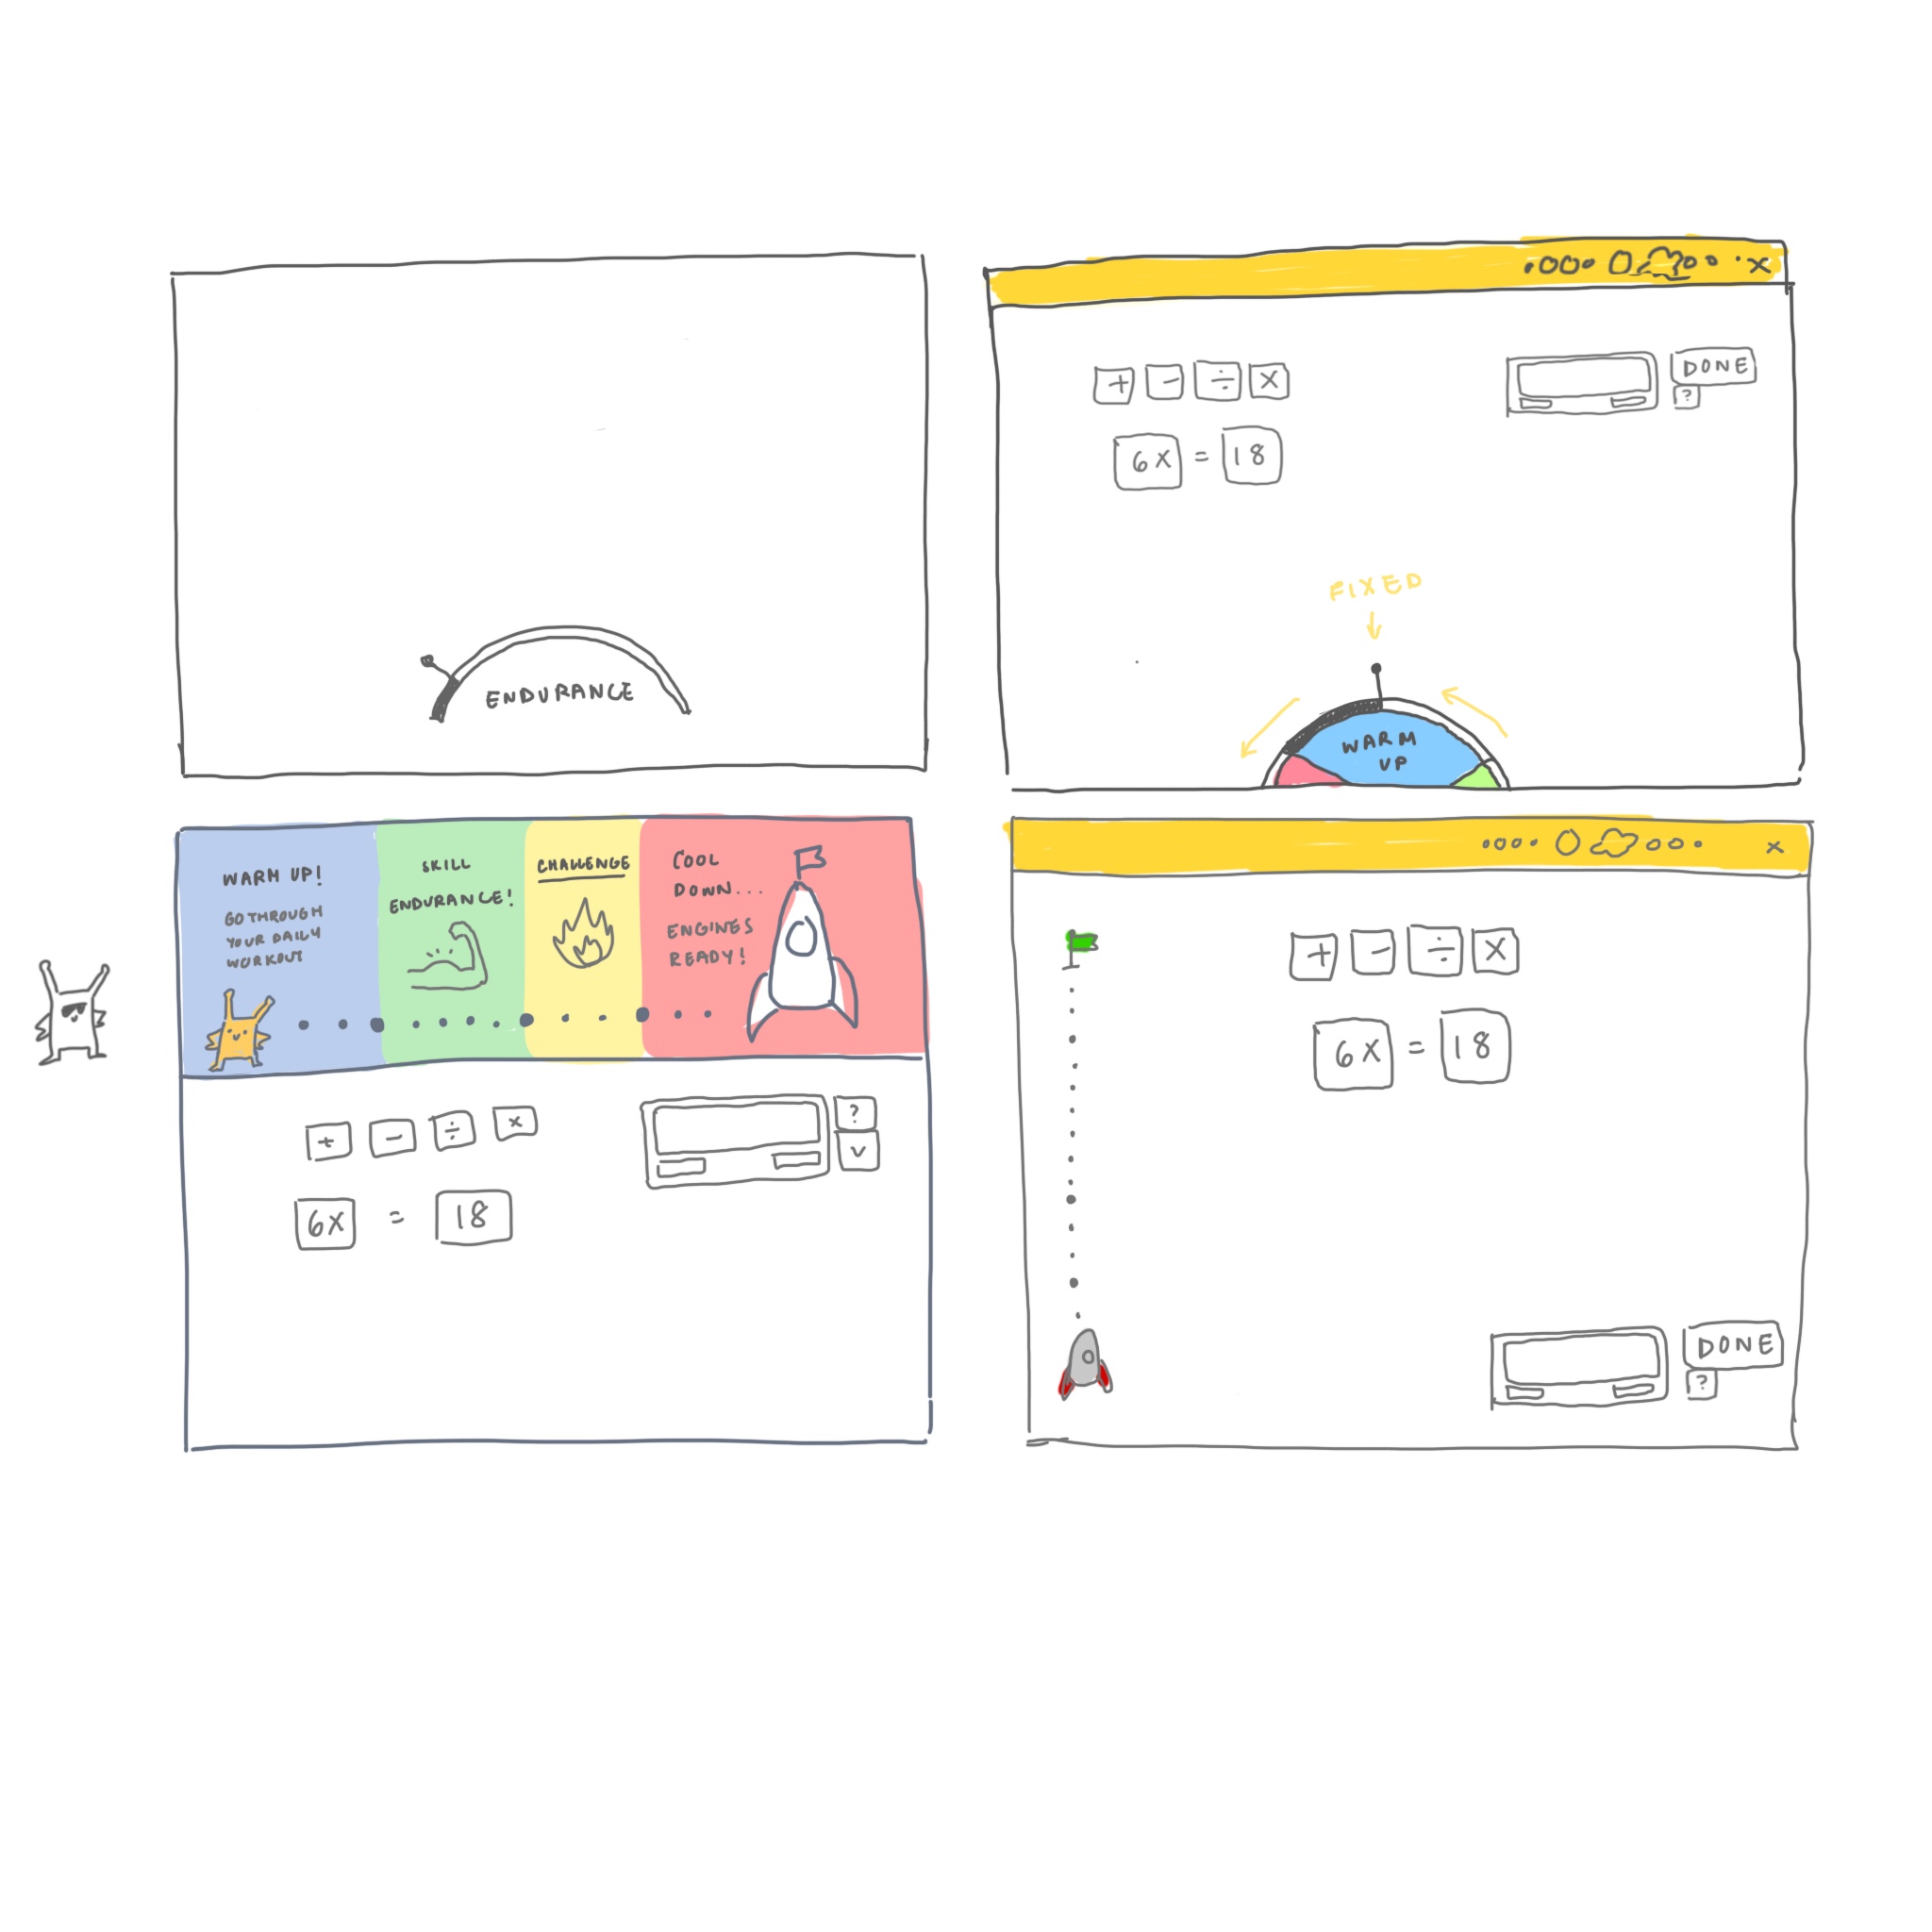 ENDURANCE
X
+ − ÷ X
DONE
?
6X = 18
FIXED
WARM
UP
WARM UP!
GO THROUGH
YOUR DAILY
WORKOUT
SKILL
ENDURANCE!
CHALLENGE
COOL
DOWN...
ENGINES
READY!
+ − ÷ ×
?
V
6X = 18
X
+ − ÷ X
6X = 18
DONE
?